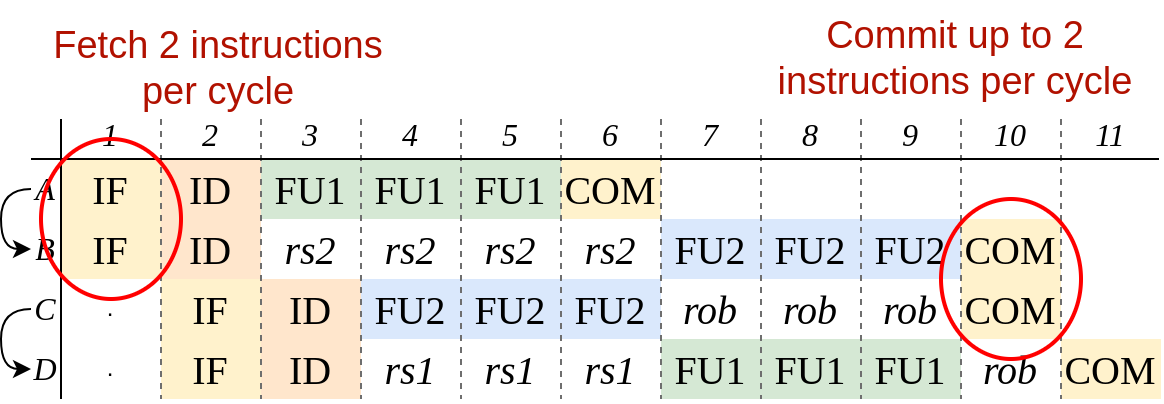 Fetch 2 instructions
per cycle
Commit up to 2
instructions per cycle
1 2 3 4 5 6 7 8 9 10 11
A IF ID FU1 FU1 FU1 COM
B IF ID rs2 rs2 rs2 rs2 FU2 FU2 FU2 COM
C . IF ID FU2 FU2 FU2 rob rob rob COM
D . IF ID rs1 rs1 rs1 FU1 FU1 FU1 rob COM